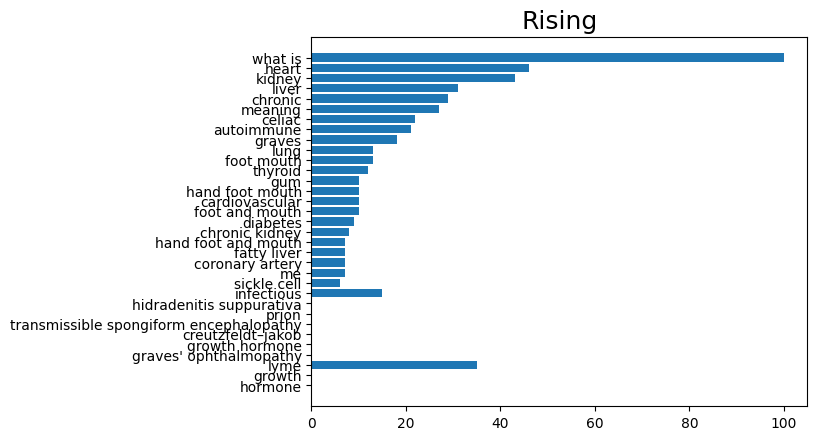 Rising
what is
heart
kidney
liver
chronic
meaning
celiac
autoimmune
graves
lung
foot mouth
thyroid
gum
hand foot mouth
cardiovascular
foot and mouth
diabetes
chronic kidney
hand foot and mouth
fatty liver
coronary artery
me
sickle cell
infectious
hidradenitis suppurativa
prion
transmissible spongiform encephalopathy
creutzfeldt–jakob
growth hormone
graves' ophthalmopathy
lyme
growth
hormone
0 20 40 60 80 100